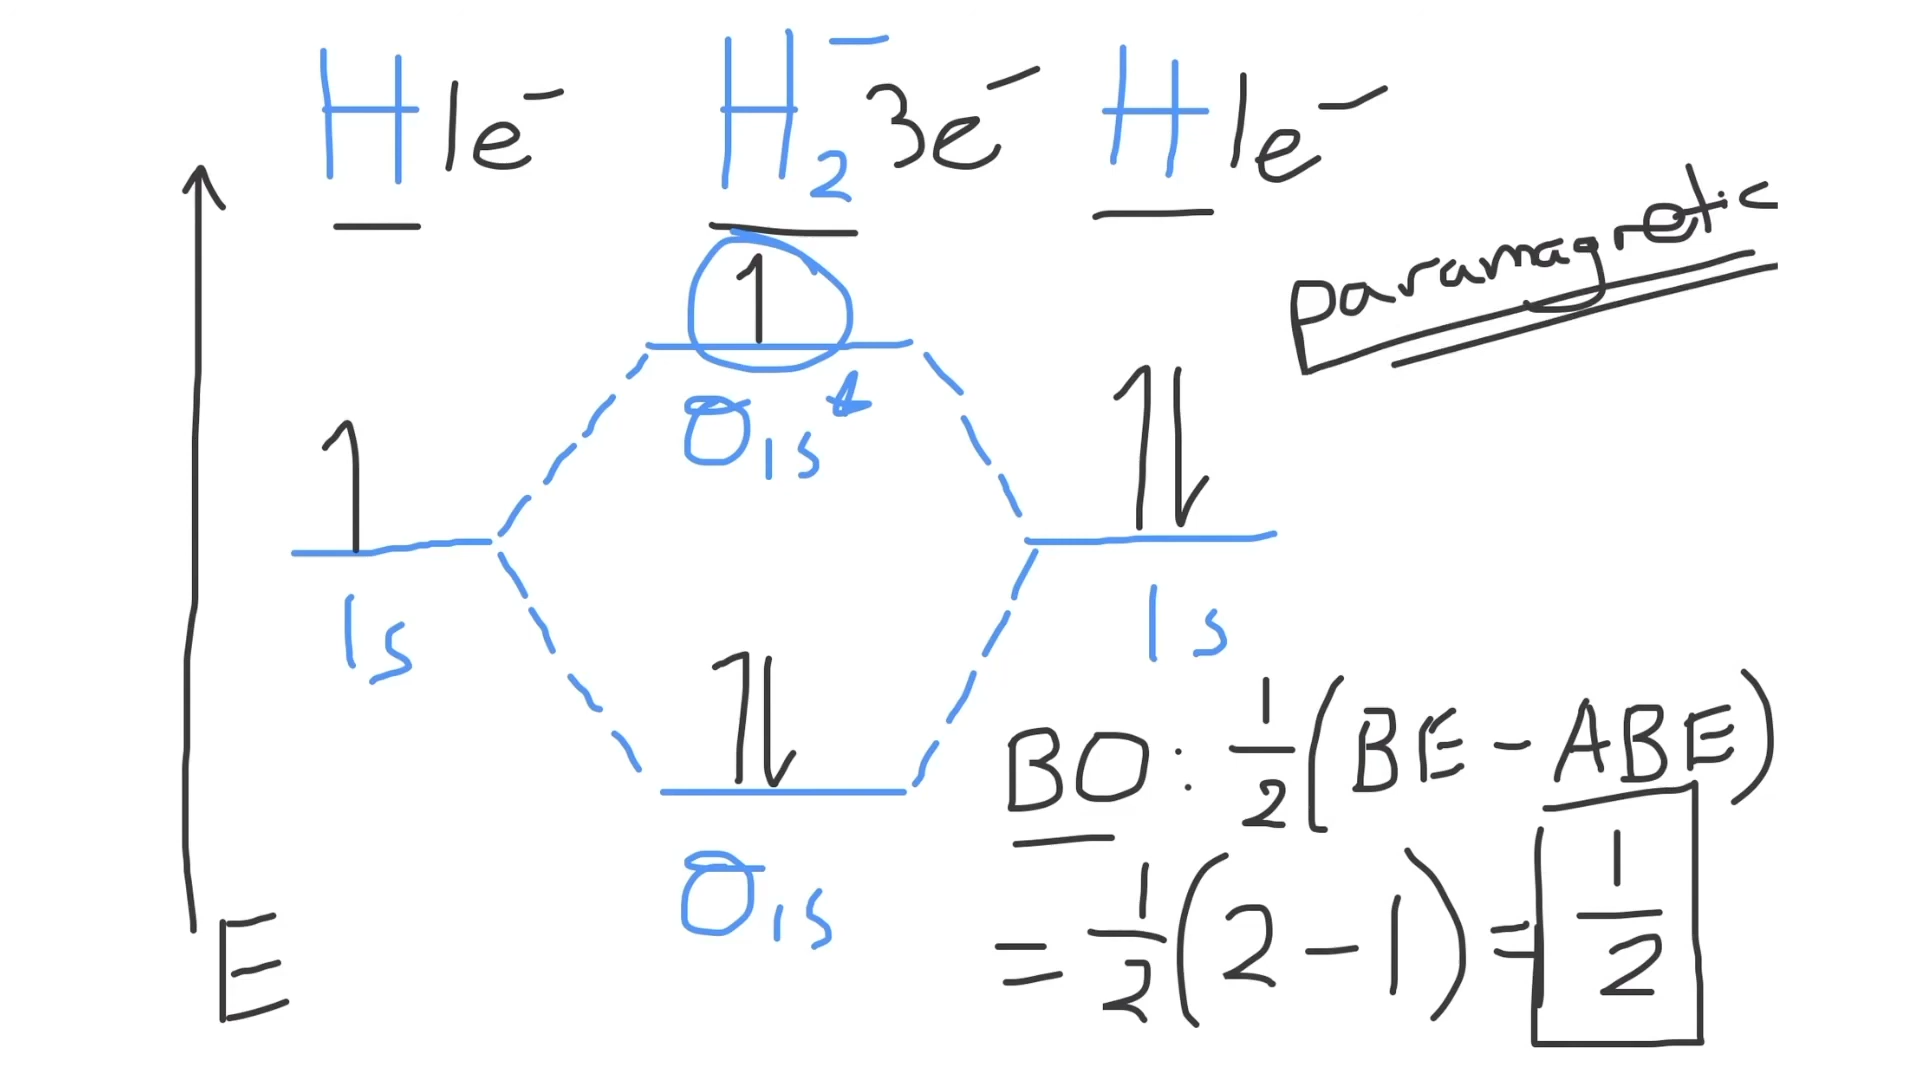 H 1e⁻ H₂⁻ 3e⁻ H 1e⁻
paramagnetic
σ1s*
1s 1s
BO: 1/2 (BE - ABE)
σ1s
= 1/2 (2 - 1) = 1/2
E